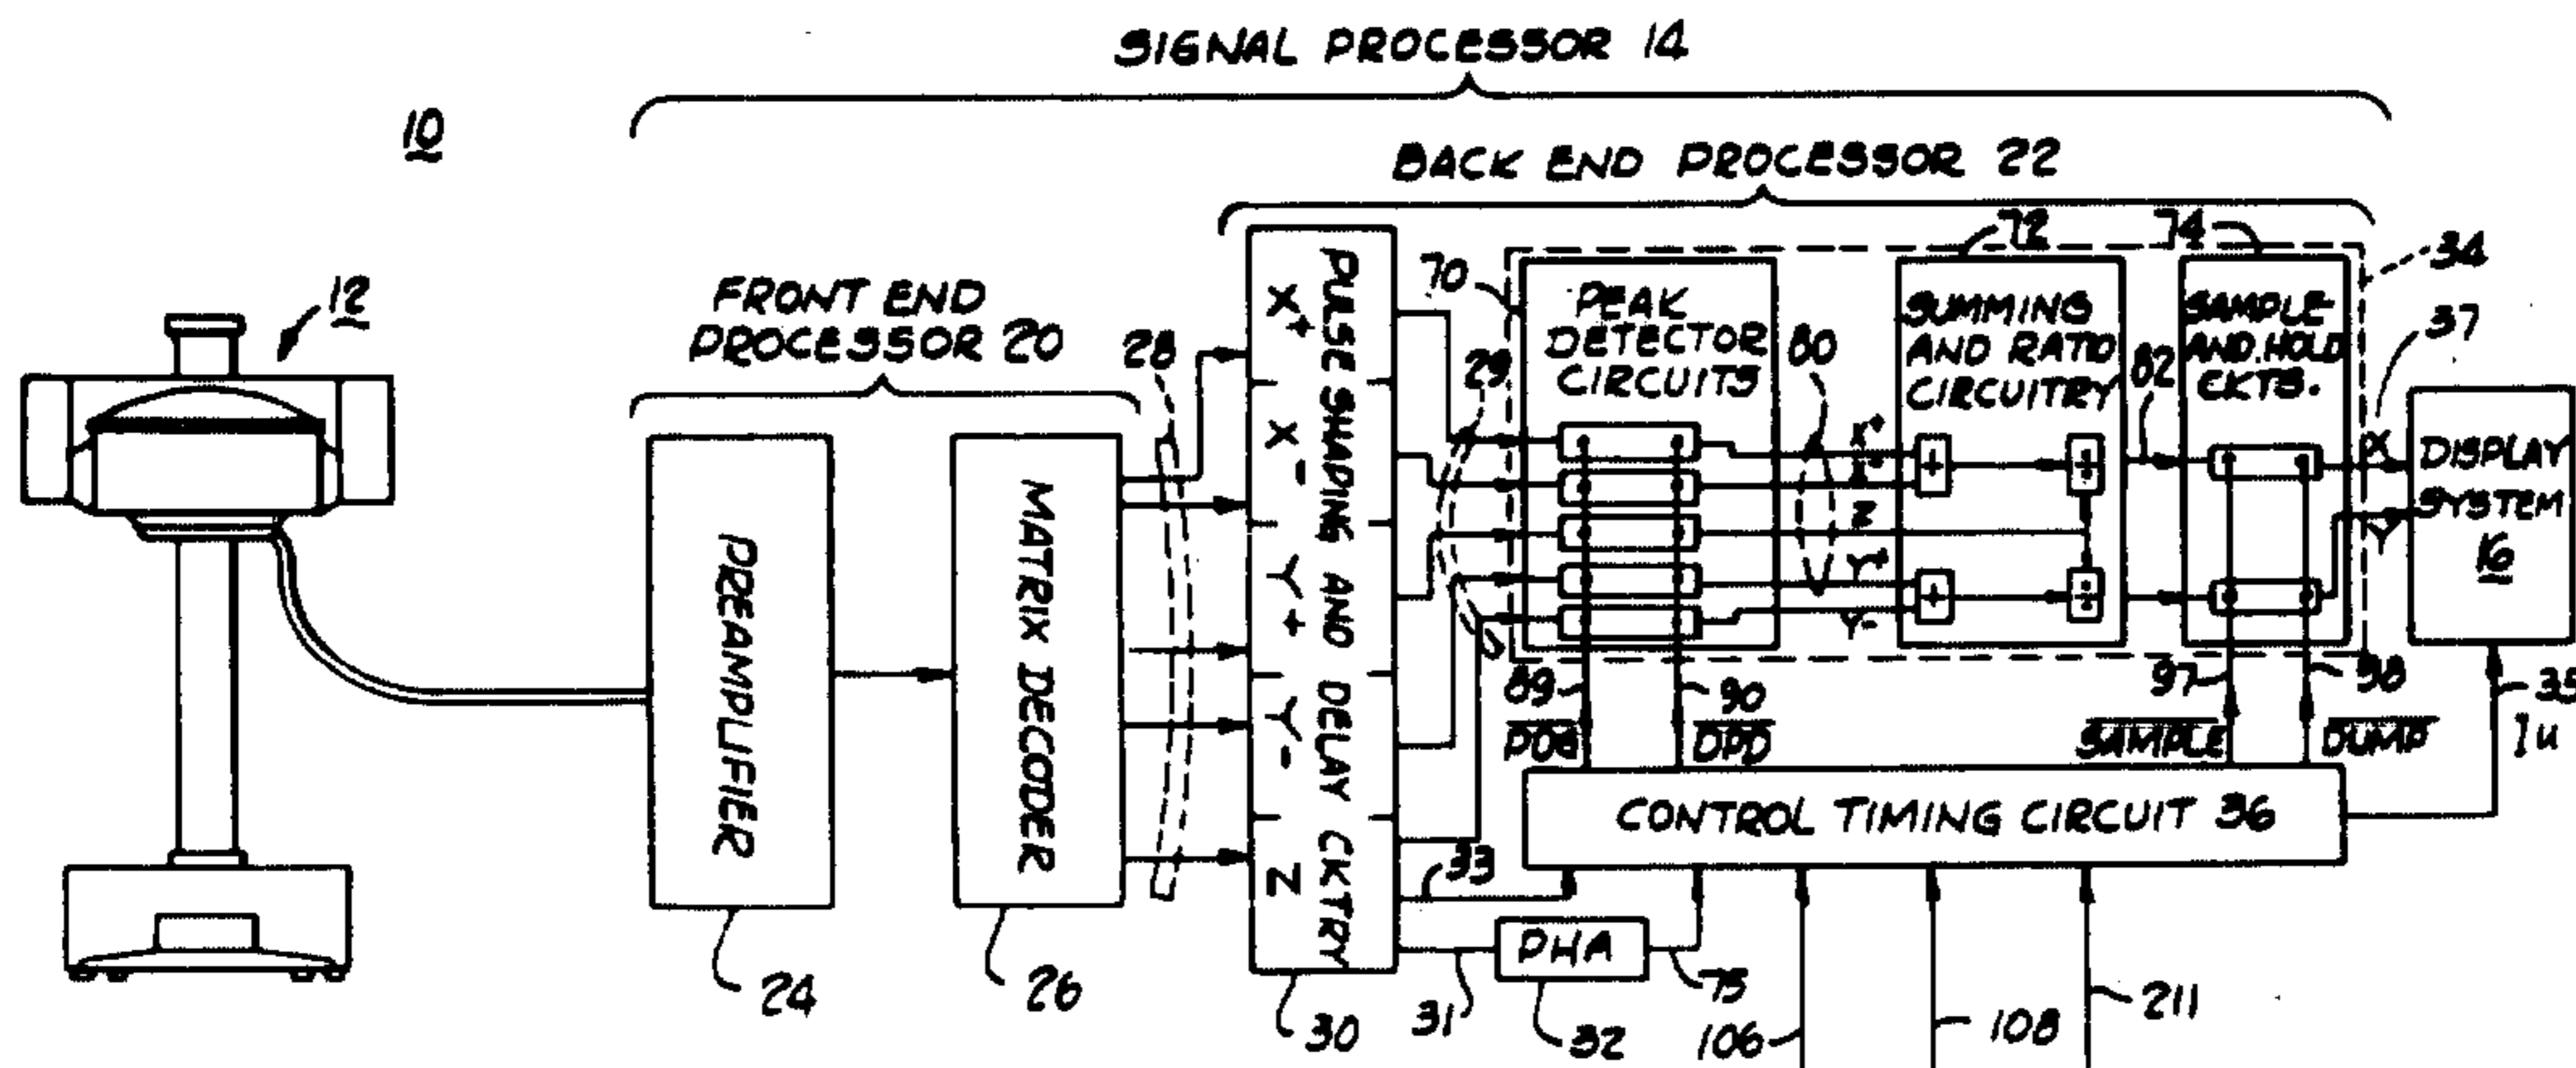 SIGNAL PROCESSOR 14
10
BACK END PROCESSOR 22
12
FRONT END
PROCESSOR 20
28
X+
X-
Y+
Y-
Z
PULSE SHAPING AND DELAY CKTRY
70
29
PEAK
DETECTOR
CIRCUITS
80
72
SUMMING
AND RATIO
CIRCUITRY
82
74
SAMPLE
AND HOLD
CKTS.
34
37
X
Y
DISPLAY
SYSTEM
16
X+
X-
Z
Y+
Y-
+
÷
+
÷
PREAMPLIFIER
MATRIX DECODER
89
90
DPD
97
98
SAMPLE
DUMP
35
CONTROL TIMING CIRCUIT 36
33
PHA
24
26
30
31
32
75
106
108
211